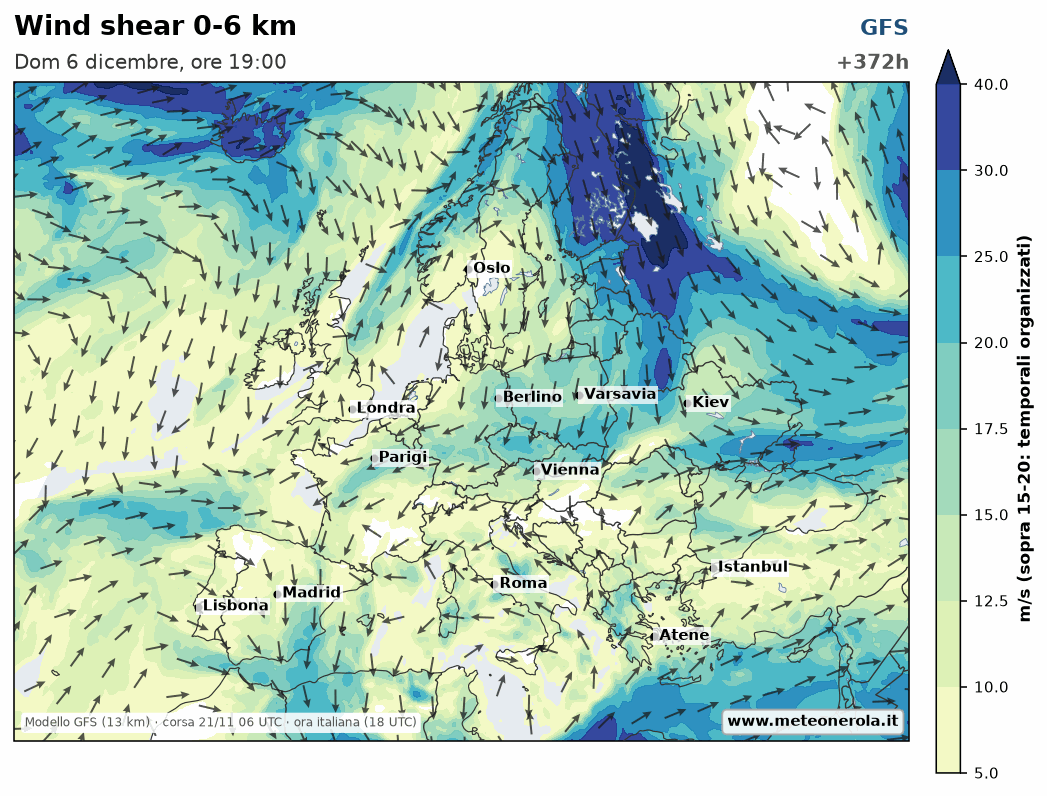 Wind shear 0-6 km
GFS
Dom 6 dicembre, ore 19:00
+372h
40.0
30.0
25.0
20.0
17.5
15.0
12.5
10.0
5.0
m/s (sopra 15-20: temporali organizzati)
Oslo
Berlino
Varsavia
Kiev
Londra
Parigi
Vienna
Istanbul
Roma
Madrid
Lisbona
Atene
Modello GFS (13 km) · corsa 21/11 06 UTC · ora italiana (18 UTC)
www.meteonerola.it